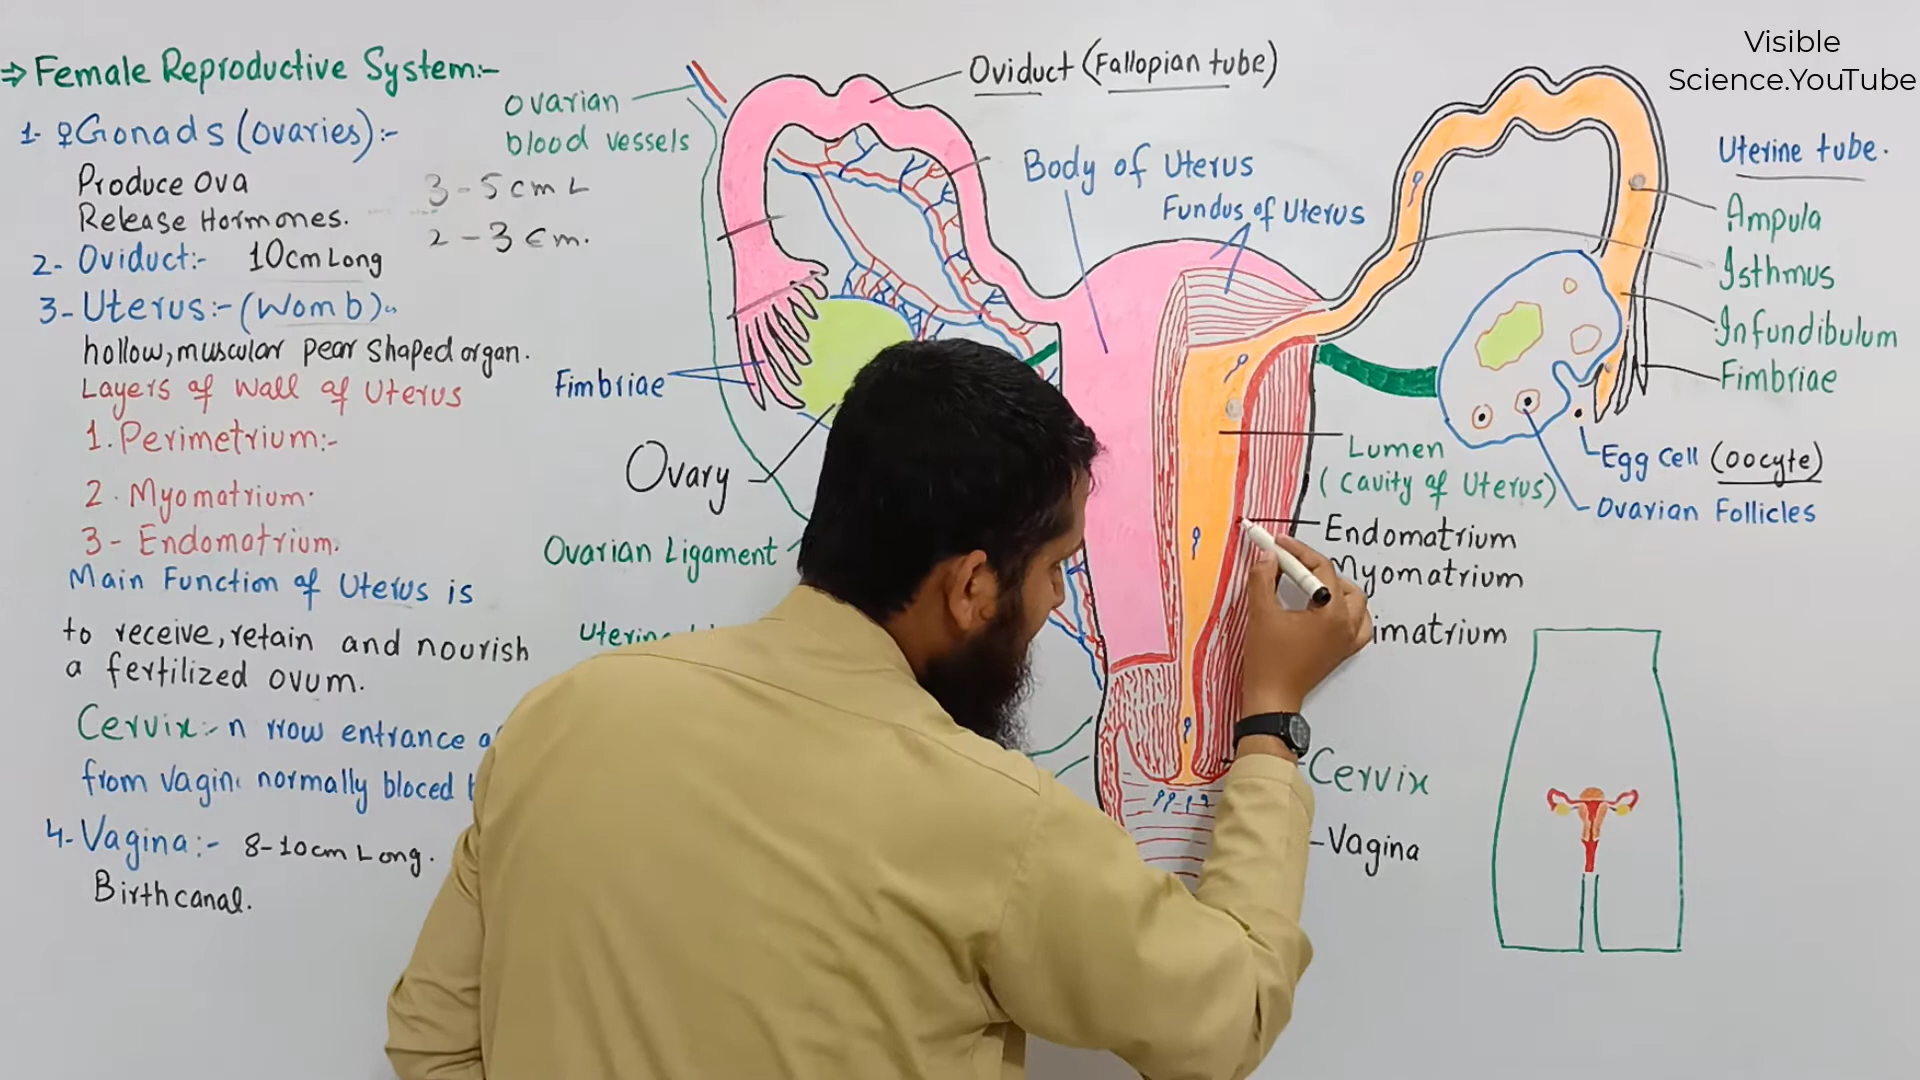 Visible
Science.YouTube
⇒ Female Reproductive System:-
1- ♀Gonads (ovaries):-
Produce Ova
Release Hormones.
3-5cm L
2-3cm.
2- Oviduct:- 10cm Long
3- Uterus:- (Womb)
hollow, muscular pear shaped organ.
Layers of Wall of Uterus
1. Perimetrium:-
2. Myomatrium.
3- Endomatrium.
Main Function of Uterus is
to receive, retain and nourish
a fertilized ovum.
Cervix:- n rrow entrance
from Vagin normally bloced
4- Vagina:- 8-10cm Long.
Birth canal.
ovarian
blood vessels
Oviduct (Fallopian tube)
Body of Uterus
Fundus of Uterus
Fimbriae
Ovary
Ovarian Ligament
Uterine tube.
Ampula
Isthmus
Infundibulum
Fimbriae
Egg Cell (oocyte)
Ovarian Follicles
Lumen
(Cavity of Uterus)
Endomatrium
Myomatrium
imatrium
Cervix
Vagina